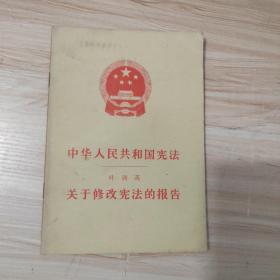 中华人民共和国宪法
叶剑英
关于修改宪法的报告